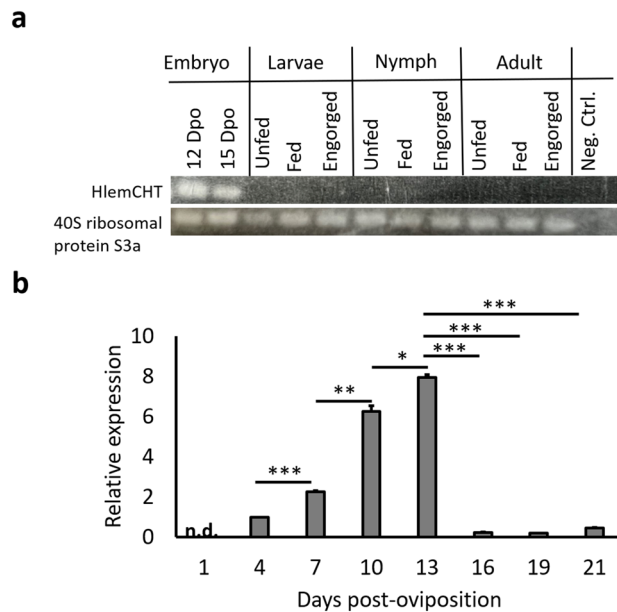 a
Embryo Larvae Nymph Adult
12 Dpo 15 Dpo Unfed Fed Engorged Unfed Fed Engorged Unfed Fed Engorged Neg. Ctrl.
HlemCHT
40S ribosomal
protein S3a
b
***
***
* ***
**
***
10
8
6
4
2
0
Relative expression
n.d.
1 4 7 10 13 16 19 21
Days post-oviposition